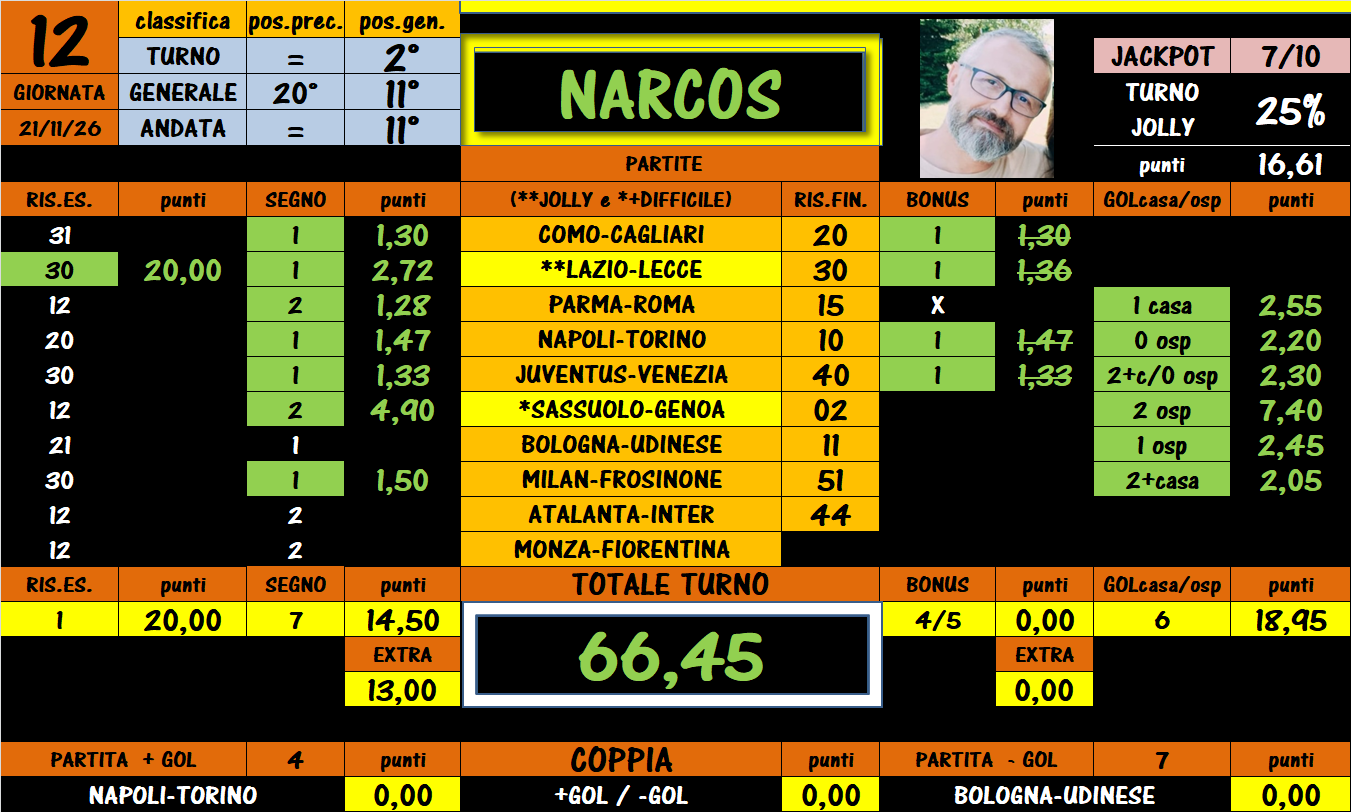 12 classifica pos.prec. pos.gen.
TURNO = 2° NARCOS JACKPOT 7/10
GIORNATA GENERALE 20° 11° TURNO JOLLY 25%
21/11/26 ANDATA = 11°
PARTITE punti 16,61
RIS.ES. punti SEGNO punti (**JOLLY e *+DIFFICILE) RIS.FIN. BONUS punti GOLcasa/osp punti
31 1 1,30 COMO-CAGLIARI 20 1 1,30
30 20,00 1 2,72 **LAZIO-LECCE 30 1 1,36
12 2 1,28 PARMA-ROMA 15 X 1 casa 2,55
20 1 1,47 NAPOLI-TORINO 10 1 1,47 0 osp 2,20
30 1 1,33 JUVENTUS-VENEZIA 40 1 1,33 2+c/0 osp 2,30
12 2 4,90 *SASSUOLO-GENOA 02 2 osp 7,40
21 1 BOLOGNA-UDINESE 11 1 osp 2,45
30 1 1,50 MILAN-FROSINONE 51 2+casa 2,05
12 2 ATALANTA-INTER 44
12 2 MONZA-FIORENTINA
RIS.ES. punti SEGNO punti TOTALE TURNO BONUS punti GOLcasa/osp punti
1 20,00 7 14,50 66,45 4/5 0,00 6 18,95
EXTRA EXTRA
13,00 0,00
PARTITA + GOL 4 punti COPPIA punti PARTITA - GOL 7 punti
NAPOLI-TORINO 0,00 +GOL / -GOL 0,00 BOLOGNA-UDINESE 0,00